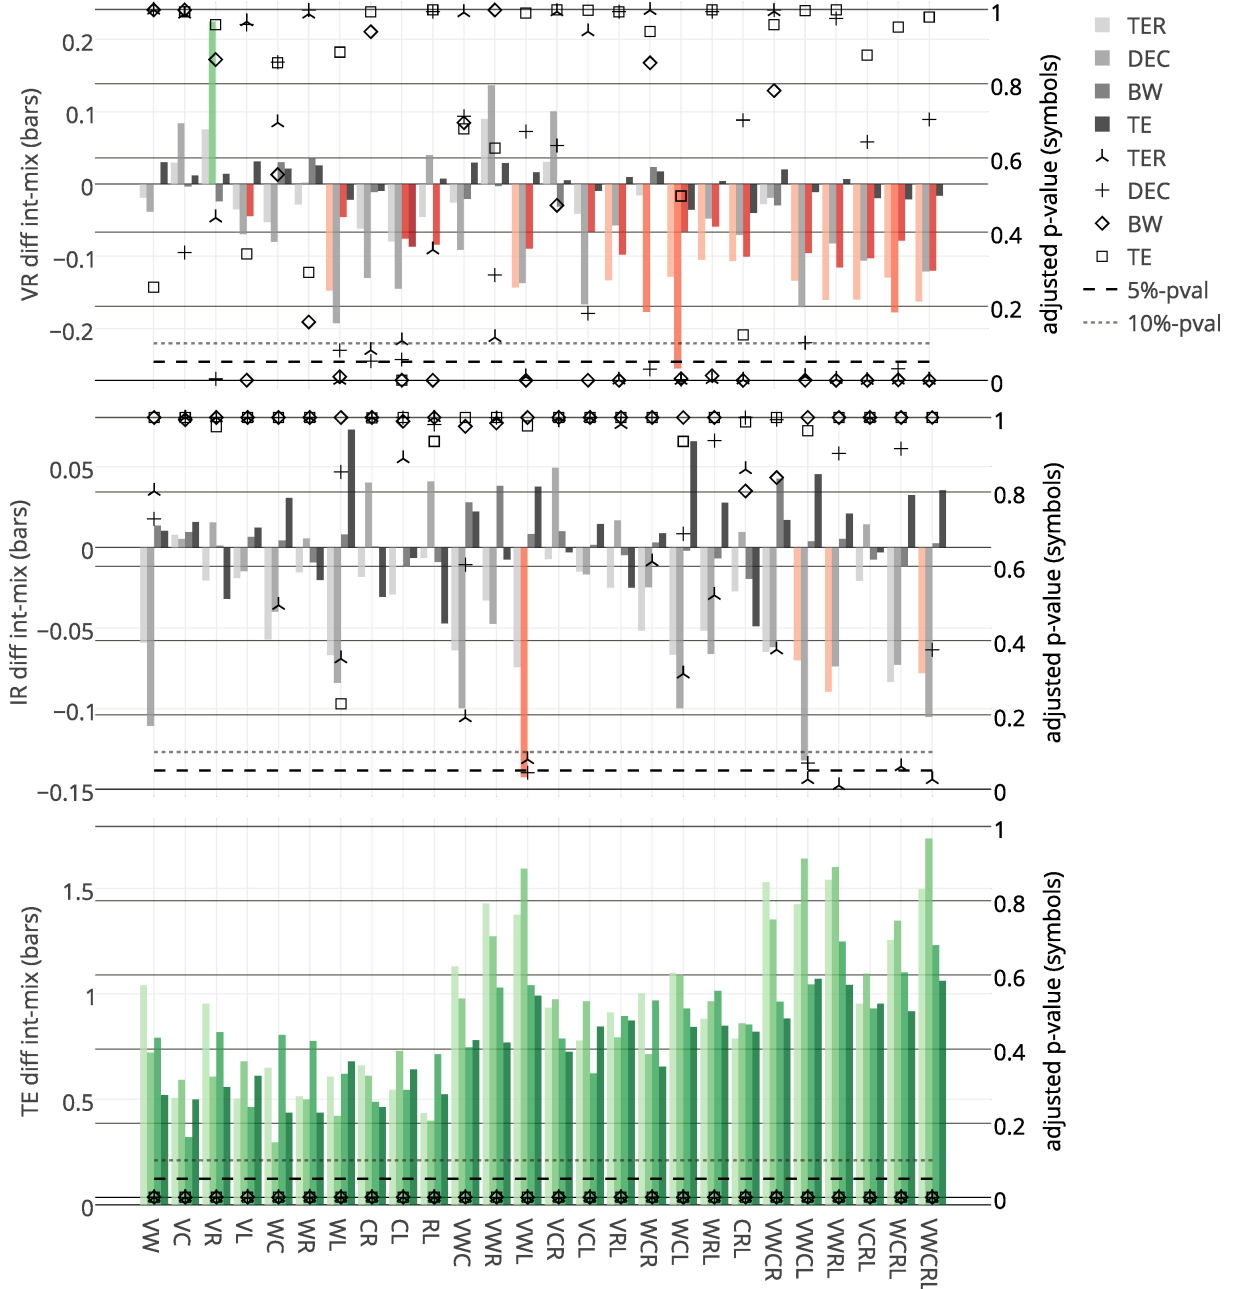 VR diff int-mix (bars)
0.2
0.1
0
−0.1
−0.2
1
0.8
0.6
0.4
0.2
0
adjusted p-value (symbols)
TER
DEC
BW
TE
TER
DEC
BW
TE
5%-pval
10%-pval
IR diff int-mix (bars)
0.05
0
−0.05
−0.1
−0.15
1
0.8
0.6
0.4
0.2
0
adjusted p-value (symbols)
TE diff int-mix (bars)
1.5
1
0.5
0
1
0.8
0.6
0.4
0.2
0
adjusted p-value (symbols)
VW
VC
VR
VL
WC
WR
WL
CR
CL
RL
VWC
VWR
VWL
VCR
VCL
VRL
WCR
WCL
WRL
CRL
VWCR
VWCL
VWRL
VCRL
WCRL
VWCRL